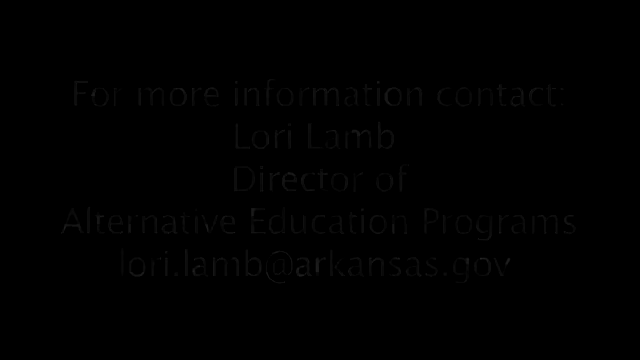 For more information contact:
Lori Lamb
Director of
Alternative Education Programs
lori.lamb@arkansas.gov